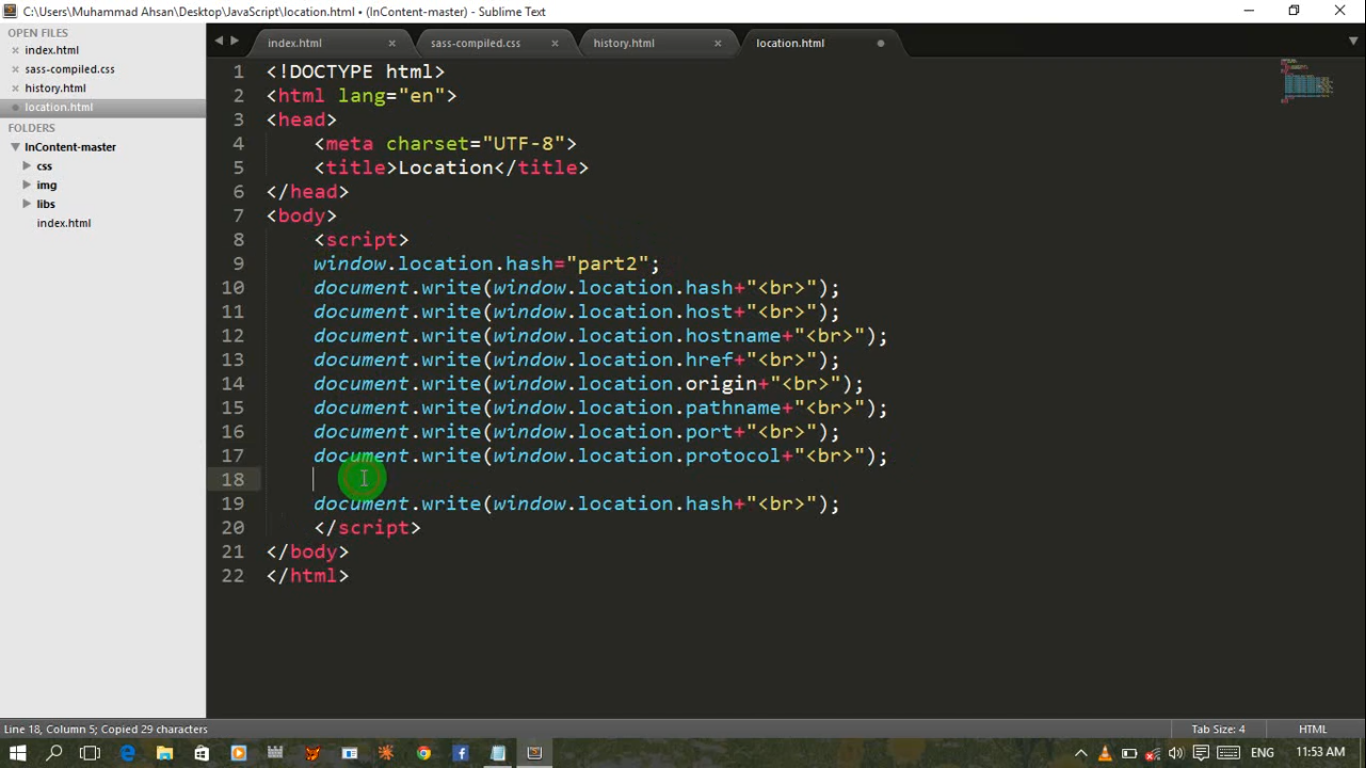 C:\Users\Muhammad Ahsan\Desktop\JavaScript\location.html • (InContent-master) - Sublime Text
OPEN FILES
index.html
sass-compiled.css
history.html
location.html
FOLDERS
InContent-master
css
img
libs
index.html
index.html
sass-compiled.css
history.html
location.html
1 <!DOCTYPE html>
2 <html lang="en">
3 <head>
4 <meta charset="UTF-8">
5 <title>Location</title>
6 </head>
7 <body>
8 <script>
9 window.location.hash="part2";
10 document.write(window.location.hash+"<br>");
11 document.write(window.location.host+"<br>");
12 document.write(window.location.hostname+"<br>");
13 document.write(window.location.href+"<br>");
14 document.write(window.location.origin+"<br>");
15 document.write(window.location.pathname+"<br>");
16 document.write(window.location.port+"<br>");
17 document.write(window.location.protocol+"<br>");
18
19 document.write(window.location.hash+"<br>");
20 </script>
21 </body>
22 </html>
Line 18, Column 5; Copied 29 characters
Tab Size: 4
HTML
ENG
11:53 AM